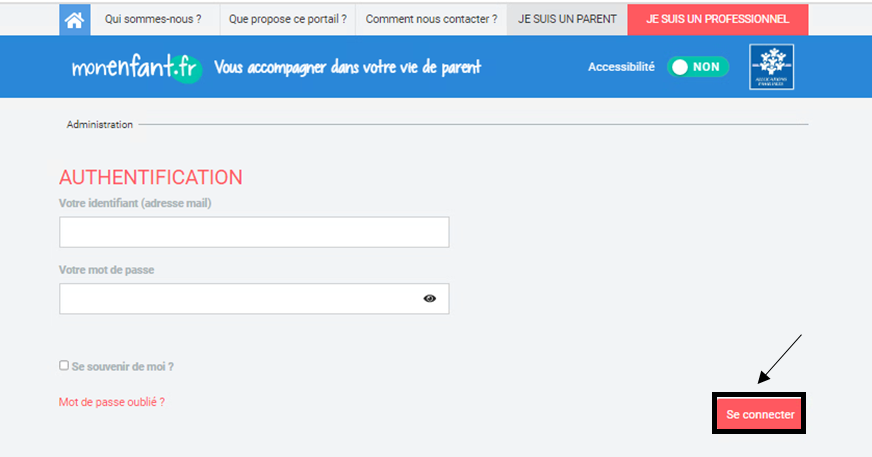 Qui sommes-nous ? Que propose ce portail ? Comment nous contacter ? JE SUIS UN PARENT JE SUIS UN PROFESSIONNEL
monenfant.fr Vous accompagner dans votre vie de parent Accessibilité NON
ALLOCATIONS
FAMILIALES
Administration
AUTHENTIFICATION
Votre identifiant (adresse mail)
Votre mot de passe
Se souvenir de moi ?
Mot de passe oublié ?
Se connecter